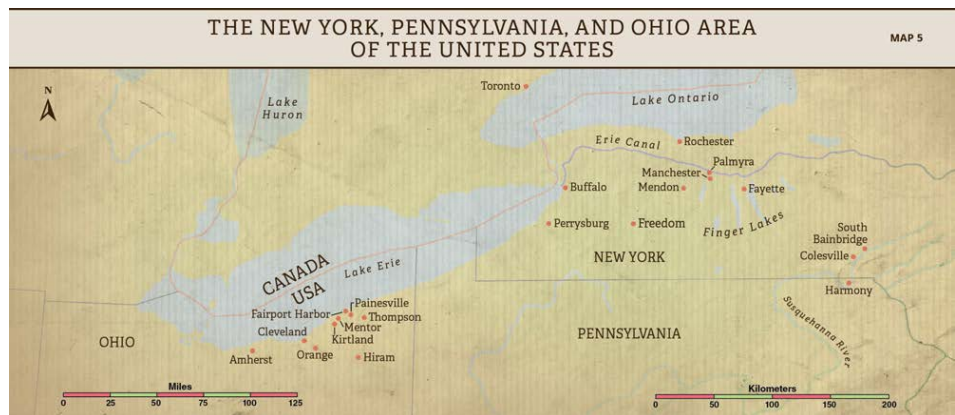 THE NEW YORK, PENNSYLVANIA, AND OHIO AREA
OF THE UNITED STATES
MAP 5
N
Toronto
Lake
Huron
Lake Ontario
Erie Canal
Rochester
Palmyra
Manchester
Mendon
Fayette
Buffalo
Perrysburg
Freedom
Finger Lakes
South
Bainbridge
Colesville
NEW YORK
CANADA
USA
Lake Erie
Harmony
Painesville
Fairport Harbor
Thompson
Mentor
Cleveland
Kirtland
OHIO
Orange
Hiram
Amherst
PENNSYLVANIA
Susquehanna River
Miles
0 25 50 75 100 125
Kilometers
0 50 100 150 200